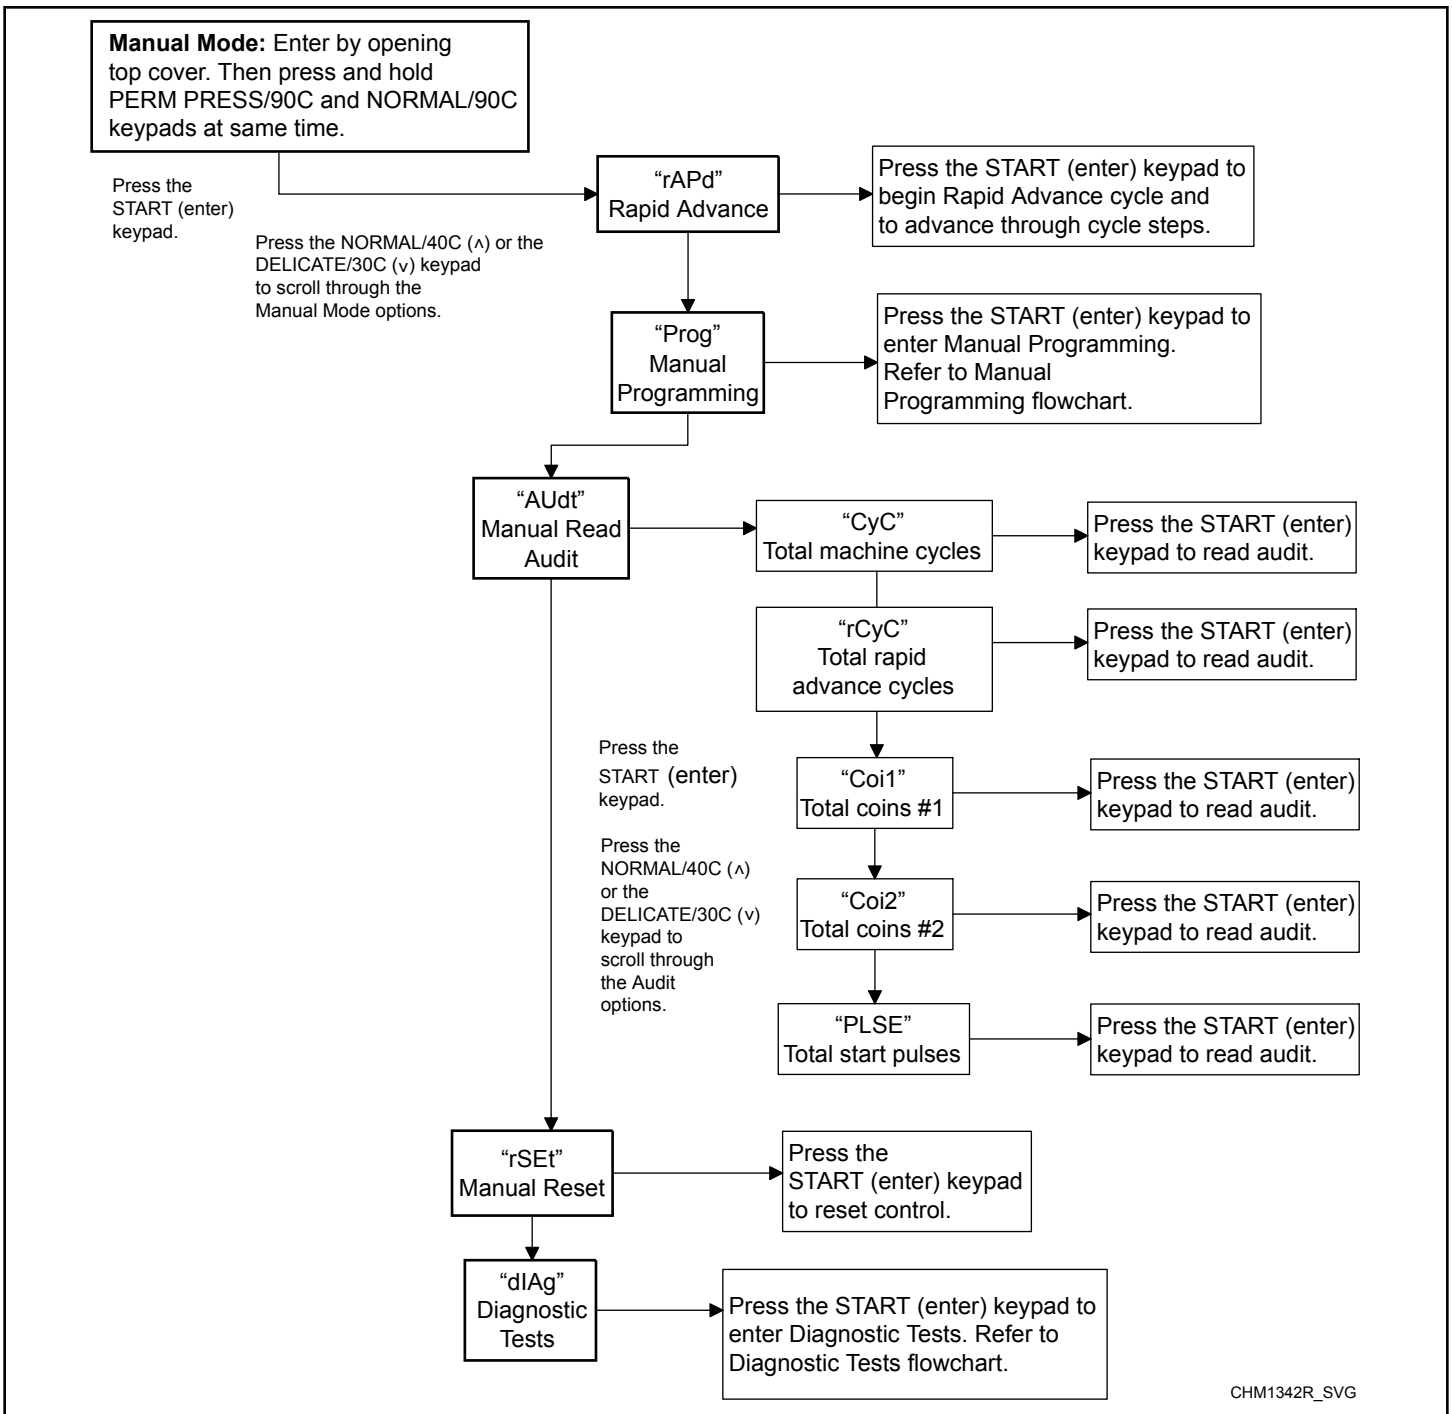 Manual Mode: Enter by opening
top cover. Then press and hold
PERM PRESS/90C and NORMAL/90C
keypads at same time.
Press the
START (enter)
keypad.
Press the NORMAL/40C (ʌ) or the
DELICATE/30C (v) keypad
to scroll through the
Manual Mode options.
“rAPd”
Rapid Advance
Press the START (enter) keypad to
begin Rapid Advance cycle and
to advance through cycle steps.
“Prog”
Manual
Programming
Press the START (enter) keypad to
enter Manual Programming.
Refer to Manual
Programming flowchart.
“AUdt”
Manual Read
Audit
“CyC”
Total machine cycles
Press the START (enter)
keypad to read audit.
“rCyC”
Total rapid
advance cycles
Press the START (enter)
keypad to read audit.
Press the
START (enter)
keypad.
Press the
NORMAL/40C (ʌ)
or the
DELICATE/30C (v)
keypad to
scroll through
the Audit
options.
“Coi1”
Total coins #1
Press the START (enter)
keypad to read audit.
“Coi2”
Total coins #2
Press the START (enter)
keypad to read audit.
“PLSE”
Total start pulses
Press the START (enter)
keypad to read audit.
“rSEt”
Manual Reset
Press the
START (enter) keypad
to reset control.
“dIAg”
Diagnostic
Tests
Press the START (enter) keypad to
enter Diagnostic Tests. Refer to
Diagnostic Tests flowchart.
CHM1342R_SVG